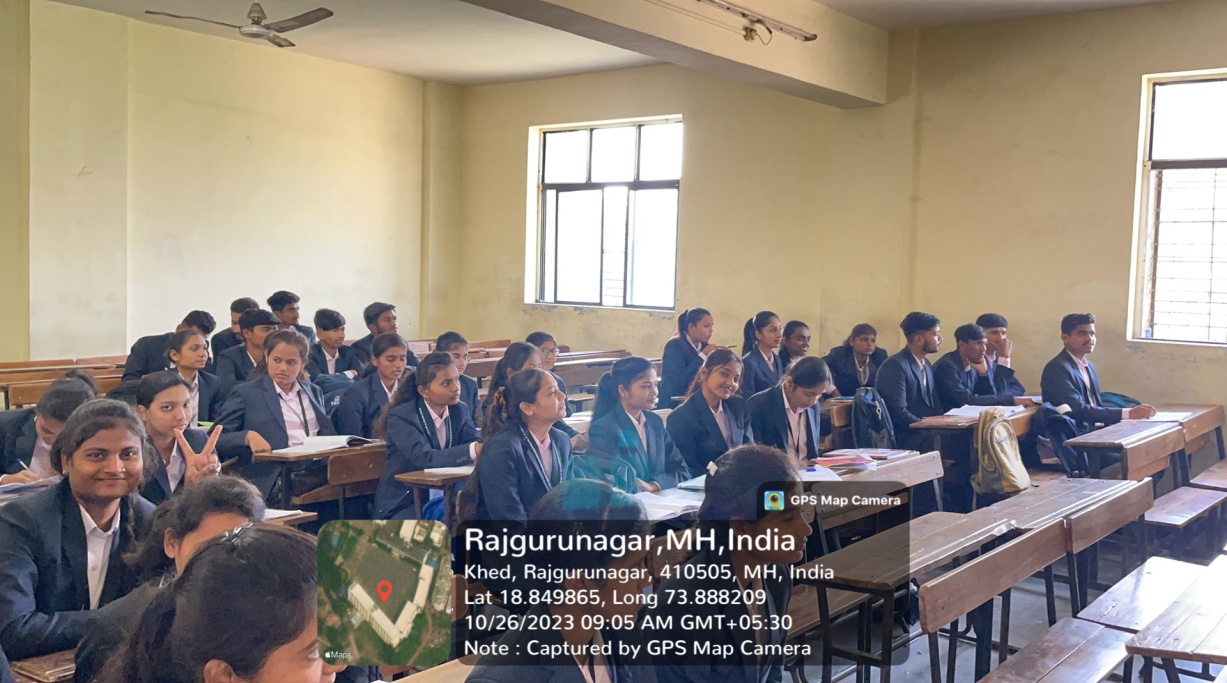 GPS Map Camera
Rajgurunagar,MH,India
Khed, Rajgurunagar, 410505, MH, India
Lat 18.849865, Long 73.888209
10/26/2023 09:05 AM GMT+05:30
Note : Captured by GPS Map Camera
Maps